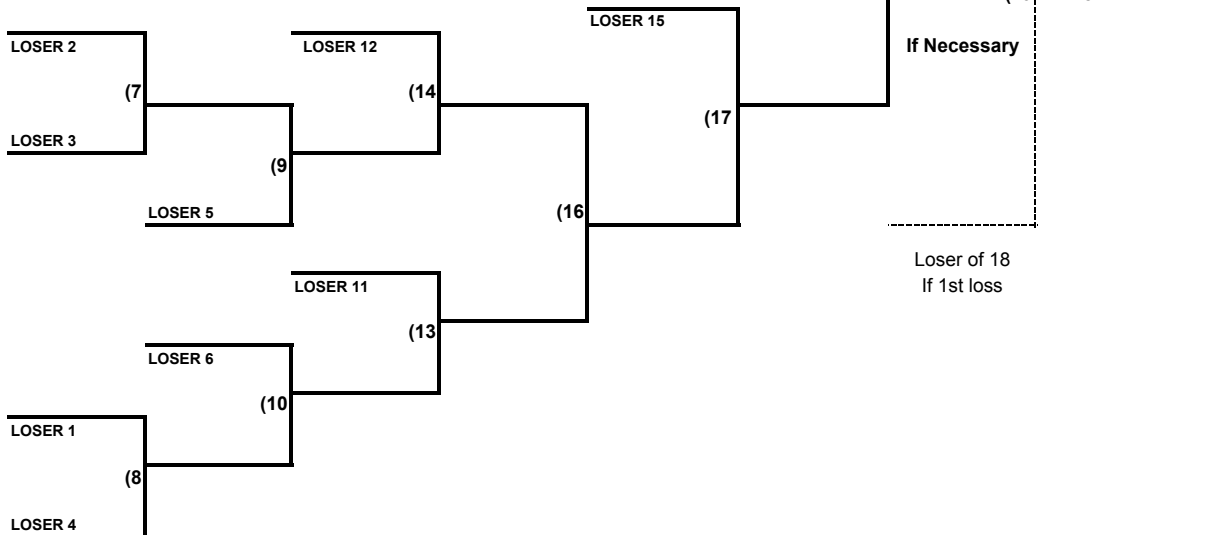 LOSER 15
LOSER 2
LOSER 12
If Necessary
(7
(14
(17
LOSER 3
(9
LOSER 5
(16
Loser of 18
LOSER 11
If 1st loss
(13
LOSER 6
(10
LOSER 1
(8
LOSER 4